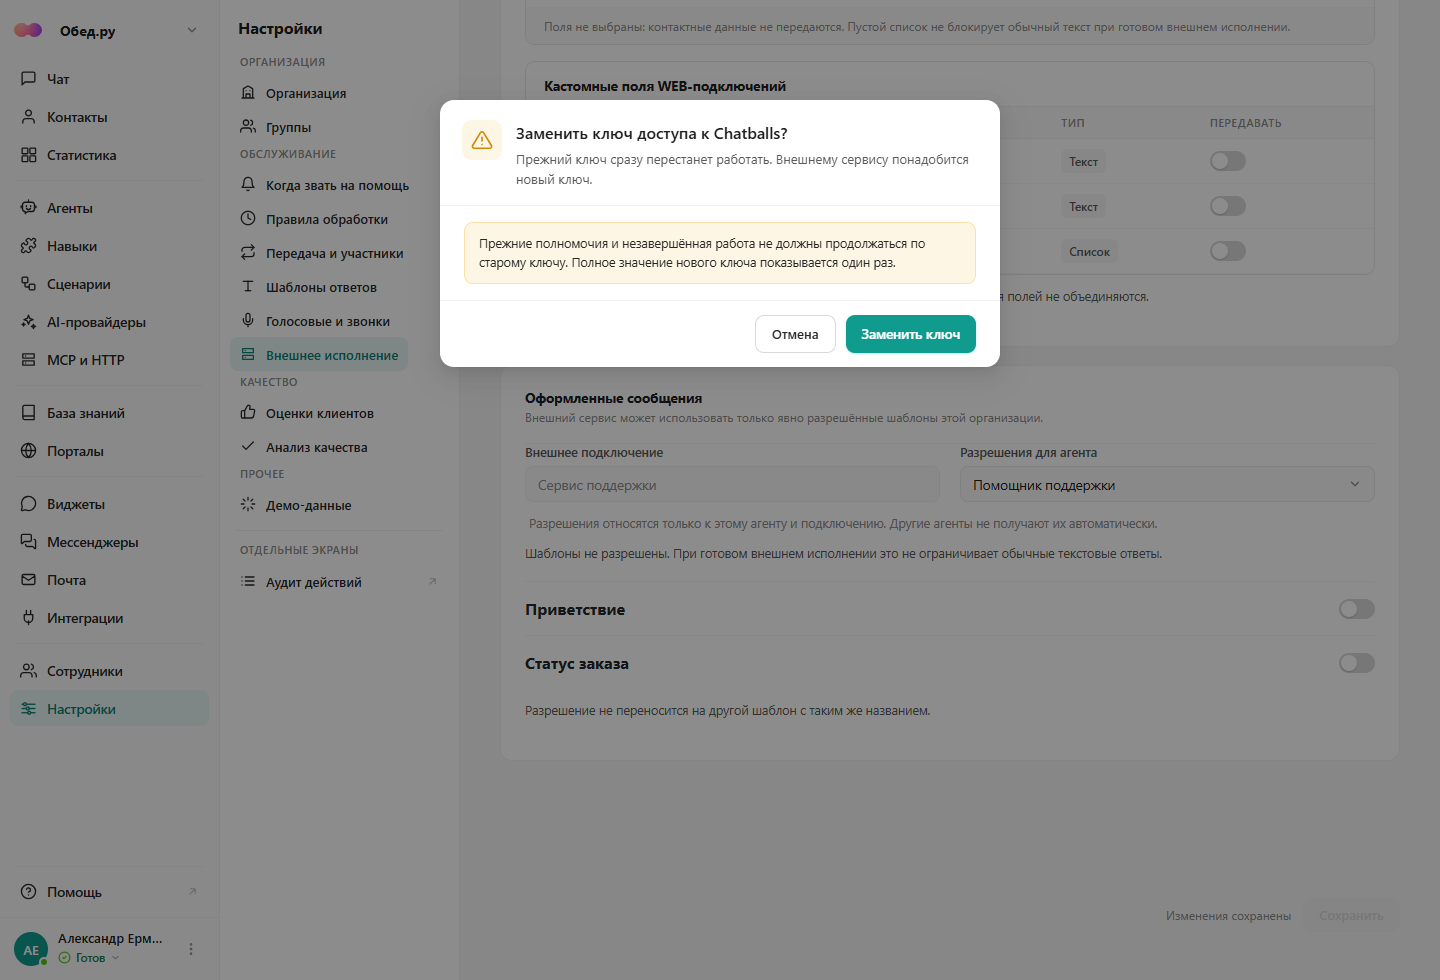 Обед.ру
Чат
Контакты
Статистика
Агенты
Навыки
Сценарии
AI-провайдеры
MCP и HTTP
База знаний
Порталы
Виджеты
Мессенджеры
Почта
Интеграции
Сотрудники
Настройки
Помощь
АЕ
Александр Ерм...
Готов
Настройки
ОРГАНИЗАЦИЯ
Организация
Группы
ОБСЛУЖИВАНИЕ
Когда звать на помощь
Правила обработки
Передача и участники
Шаблоны ответов
Голосовые и звонки
Внешнее исполнение
КАЧЕСТВО
Оценки клиентов
Анализ качества
ПРОЧЕЕ
Демо-данные
ОТДЕЛЬНЫЕ ЭКРАНЫ
Аудит действий
Поля не выбраны: контактные данные не передаются. Пустой список не блокирует обычный текст при готовом внешнем исполнении.
Кастомные поля WEB-подключений
ТИП
ПЕРЕДАВАТЬ
Текст
Текст
Список
я полей не объединяются.
Заменить ключ доступа к Chatballs?
Прежний ключ сразу перестанет работать. Внешнему сервису понадобится
новый ключ.
Прежние полномочия и незавершённая работа не должны продолжаться по
старому ключу. Полное значение нового ключа показывается один раз.
Отмена
Заменить ключ
Оформленные сообщения
Внешний сервис может использовать только явно разрешённые шаблоны этой организации.
Внешнее подключение
Разрешения для агента
Сервис поддержки
Помощник поддержки
Разрешения относятся только к этому агенту и подключению. Другие агенты не получают их автоматически.
Шаблоны не разрешены. При готовом внешнем исполнении это не ограничивает обычные текстовые ответы.
Приветствие
Статус заказа
Разрешение не переносится на другой шаблон с таким же названием.
Изменения сохранены
Сохранить